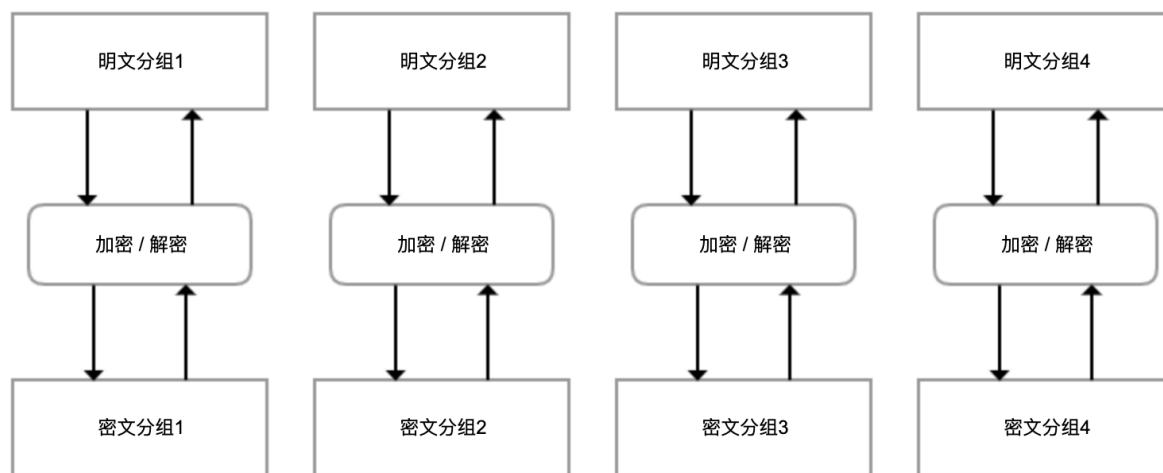 明文分组1
明文分组2
明文分组3
明文分组4
加密 / 解密
加密 / 解密
加密 / 解密
加密 / 解密
密文分组1
密文分组2
密文分组3
密文分组4